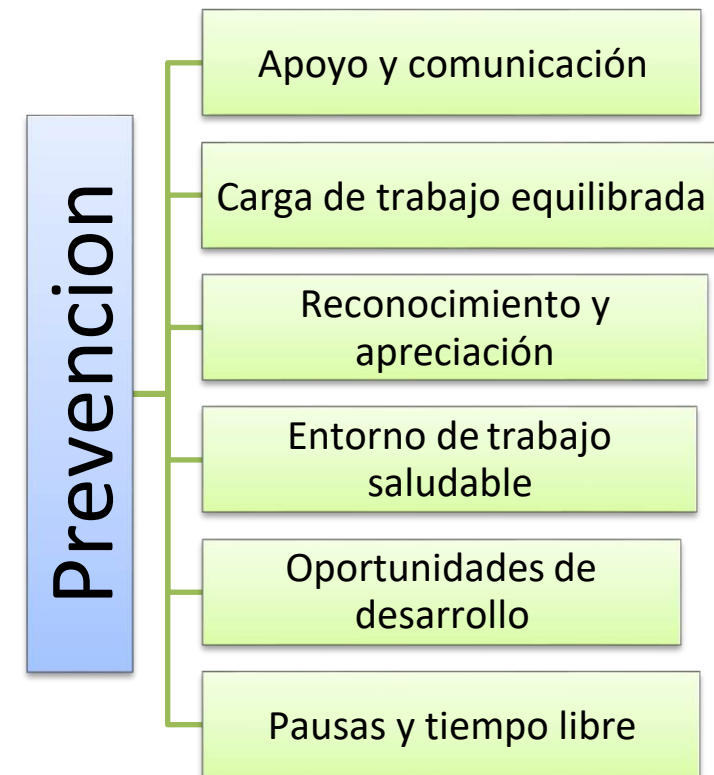 Prevencion
Apoyo y comunicación
Carga de trabajo equilibrada
Reconocimiento y
apreciación
Entorno de trabajo
saludable
Oportunidades de
desarrollo
Pausas y tiempo libre